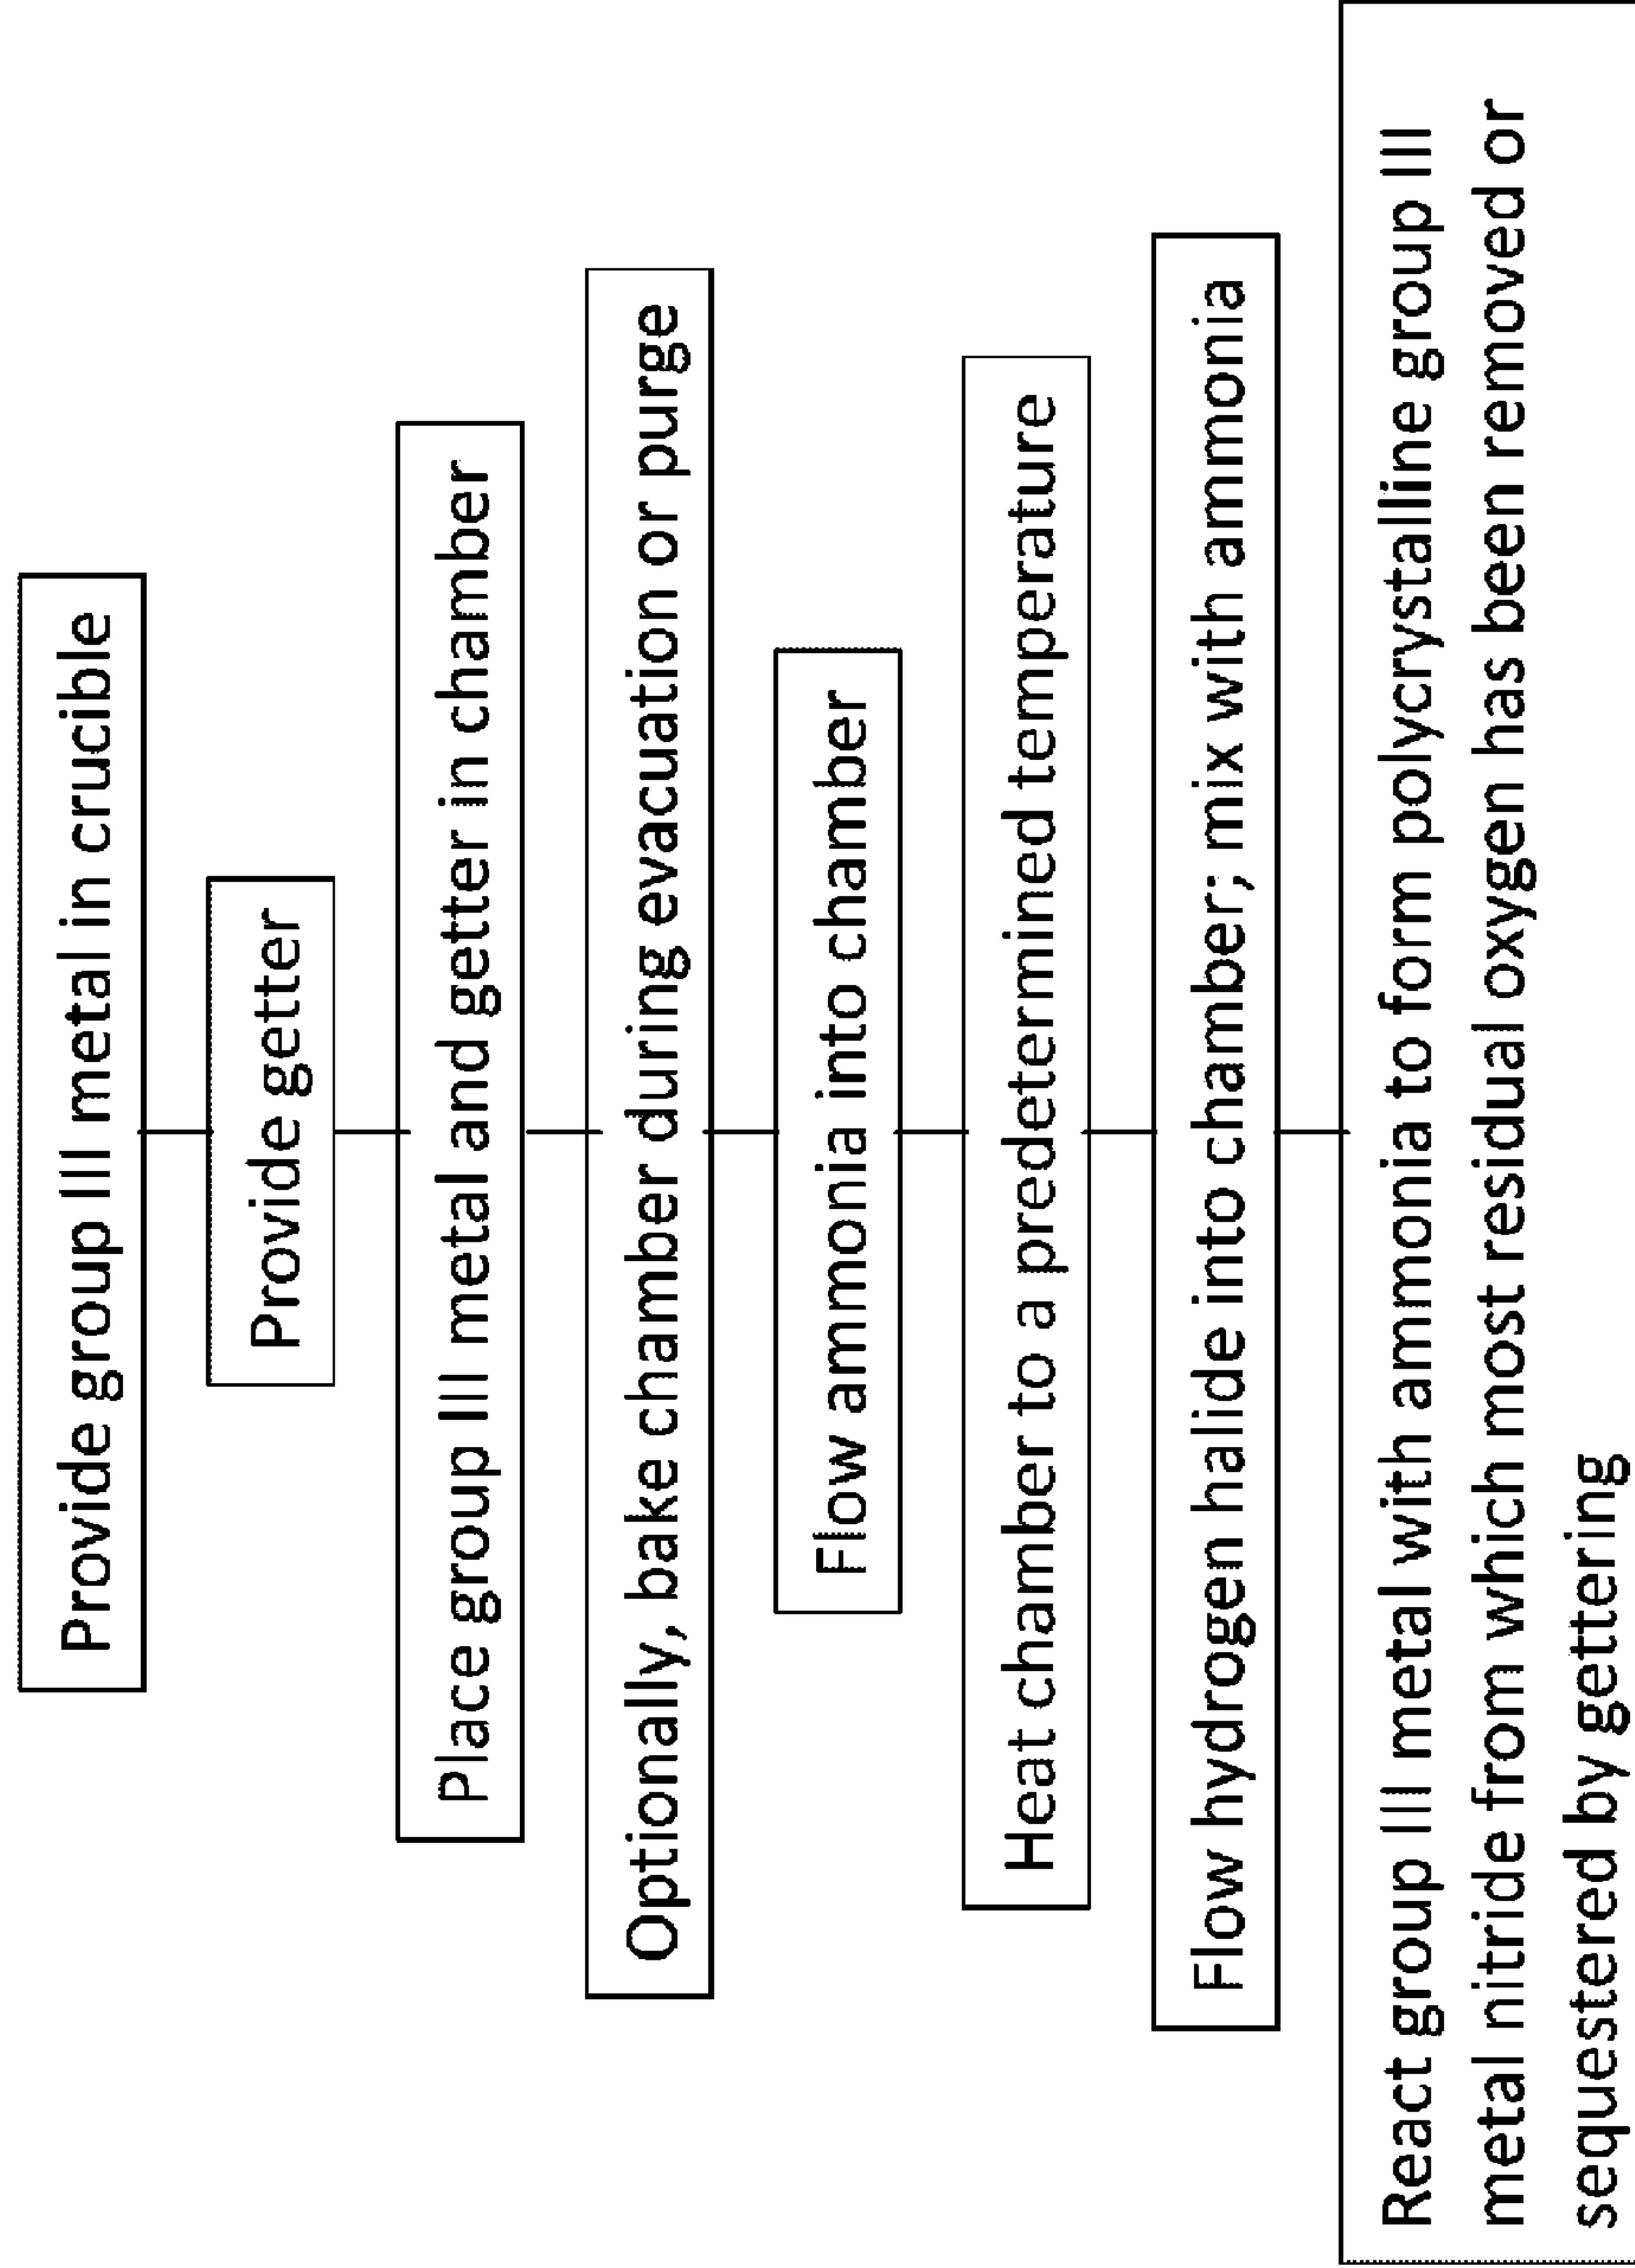 Provide group III metal in crucible
Provide getter
Place group III metal and getter in chamber
Optionally, bake chamber during evacuation or purge
Flow ammonia into chamber
Heat chamber to a predetermined temperature
Flow hydrogen halide into chamber; mix with ammonia
React group III metal with ammonia to form polycrystalline group III
metal nitride from which most residual oxygen has been removed or
sequestered by gettering